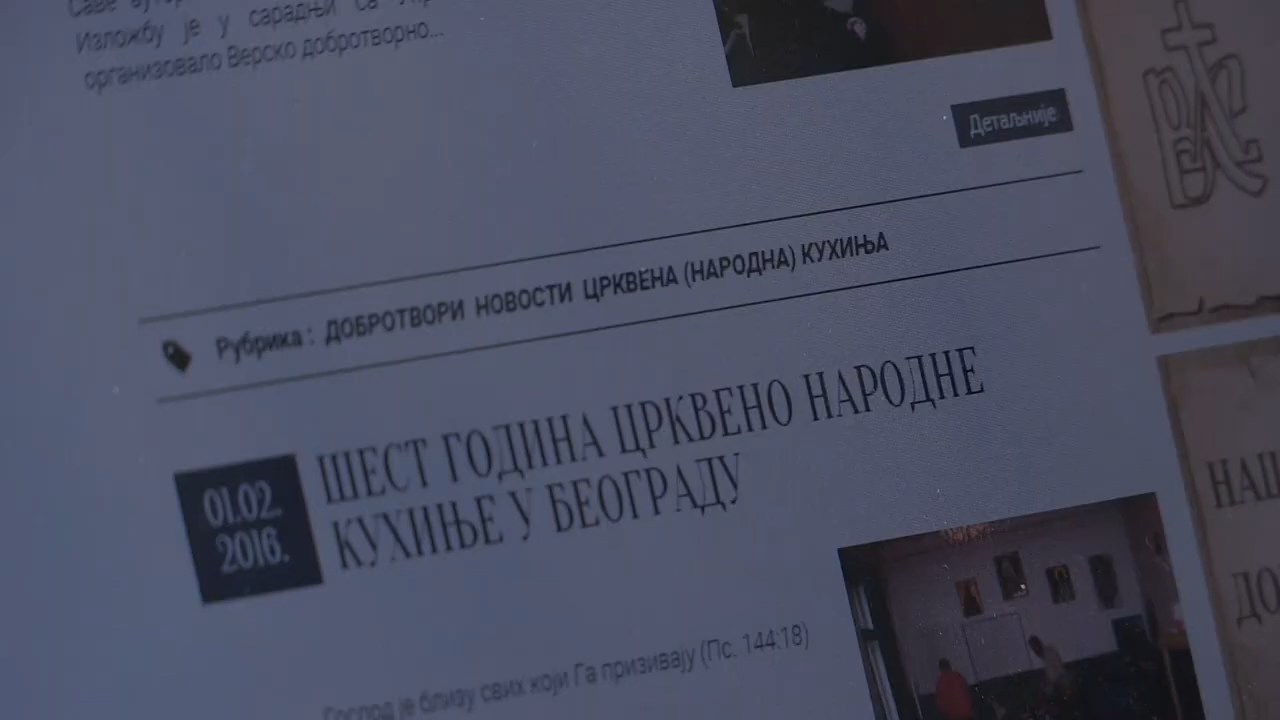 Изложбу је у сарадњи
организовало Верско добротворно...
Детаљније
Рубрика : ДОБРОТВОРИ НОВОСТИ ЦРКВЕНА (НАРОДНА) КУХИЊА
01.02.
2016.
ШЕСТ ГОДИНА ЦРКВЕНО НАРОДНЕ
КУХИЊЕ У БЕОГРАДУ
Господ је близу свих који Га призивају (Пс. 144:18)